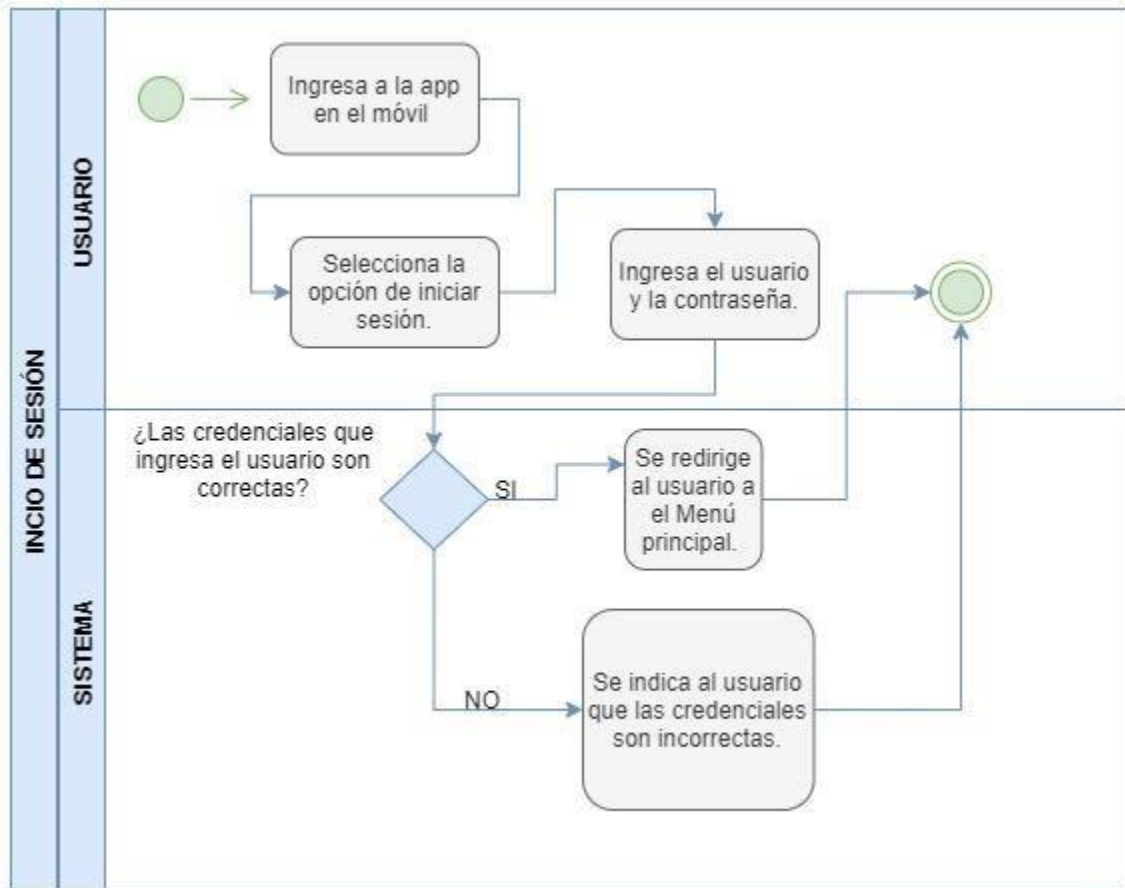 INCIO DE SESIÓN
USUARIO
Ingresa a la app
en el móvil
Selecciona la
opción de iniciar
sesión.
Ingresa el usuario
y la contraseña.
SISTEMA
¿Las credenciales que
ingresa el usuario son
correctas?
SI
Se redirige
al usuario a
el Menú
principal.
NO
Se indica al usuario
que las credenciales
son incorrectas.